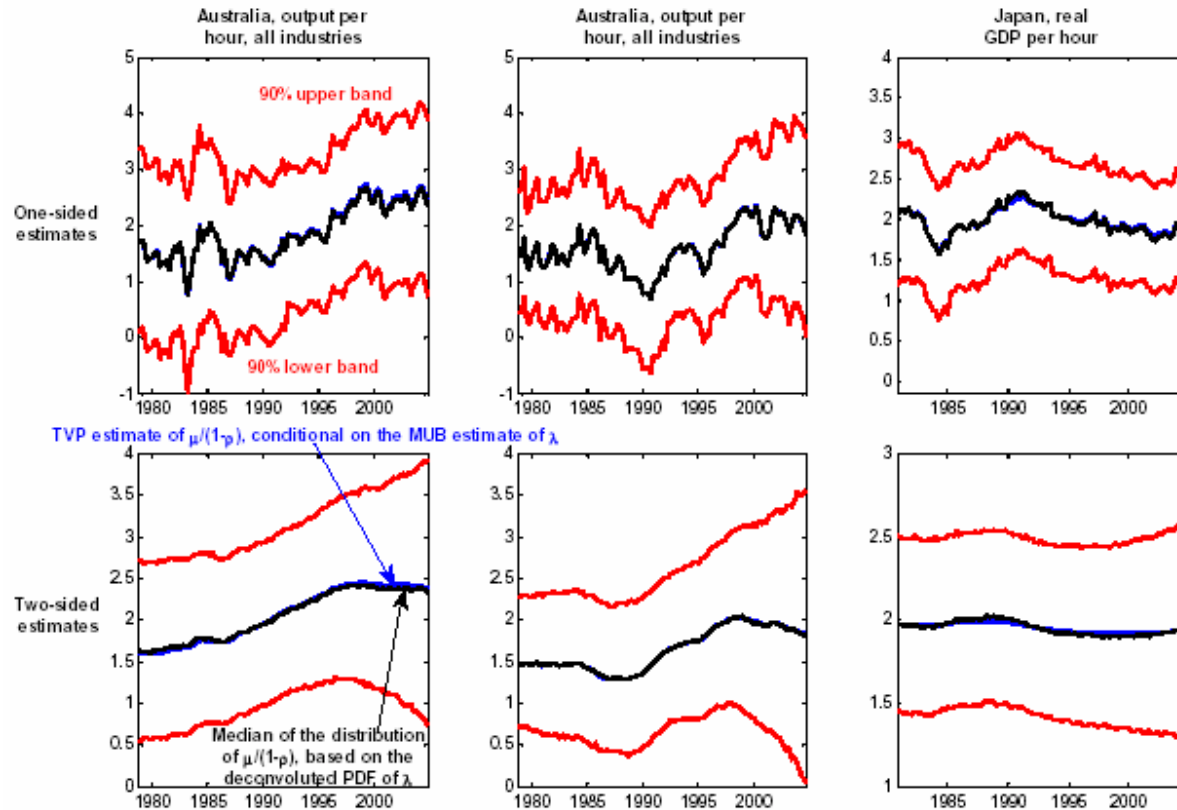 Australia, output per
hour, all industries
Australia, output per
hour, all industries
Japan, real
GDP per hour
One-sided
estimates
5
4
3
2
1
0
-1
90% upper band
90% lower band
1980 1985 1990 1995 2000
5
4
3
2
1
0
-1
1980 1985 1990 1995 2000
4
3.5
3
2.5
2
1.5
1
0.5
0
1985 1990 1995 2000
TVP estimate of μ/(1-ρ), conditional on the MUB estimate of λ
Two-sided
estimates
4
3.5
3
2.5
2
1.5
1
0.5
0
Median of the distribution
of μ/(1-ρ), based on the
deconvoluted PDF of λ
1980 1985 1990 1995 2000
4
3.5
3
2.5
2
1.5
1
0.5
0
1980 1985 1990 1995 2000
3
2.5
2
1.5
1
1985 1990 1995 2000